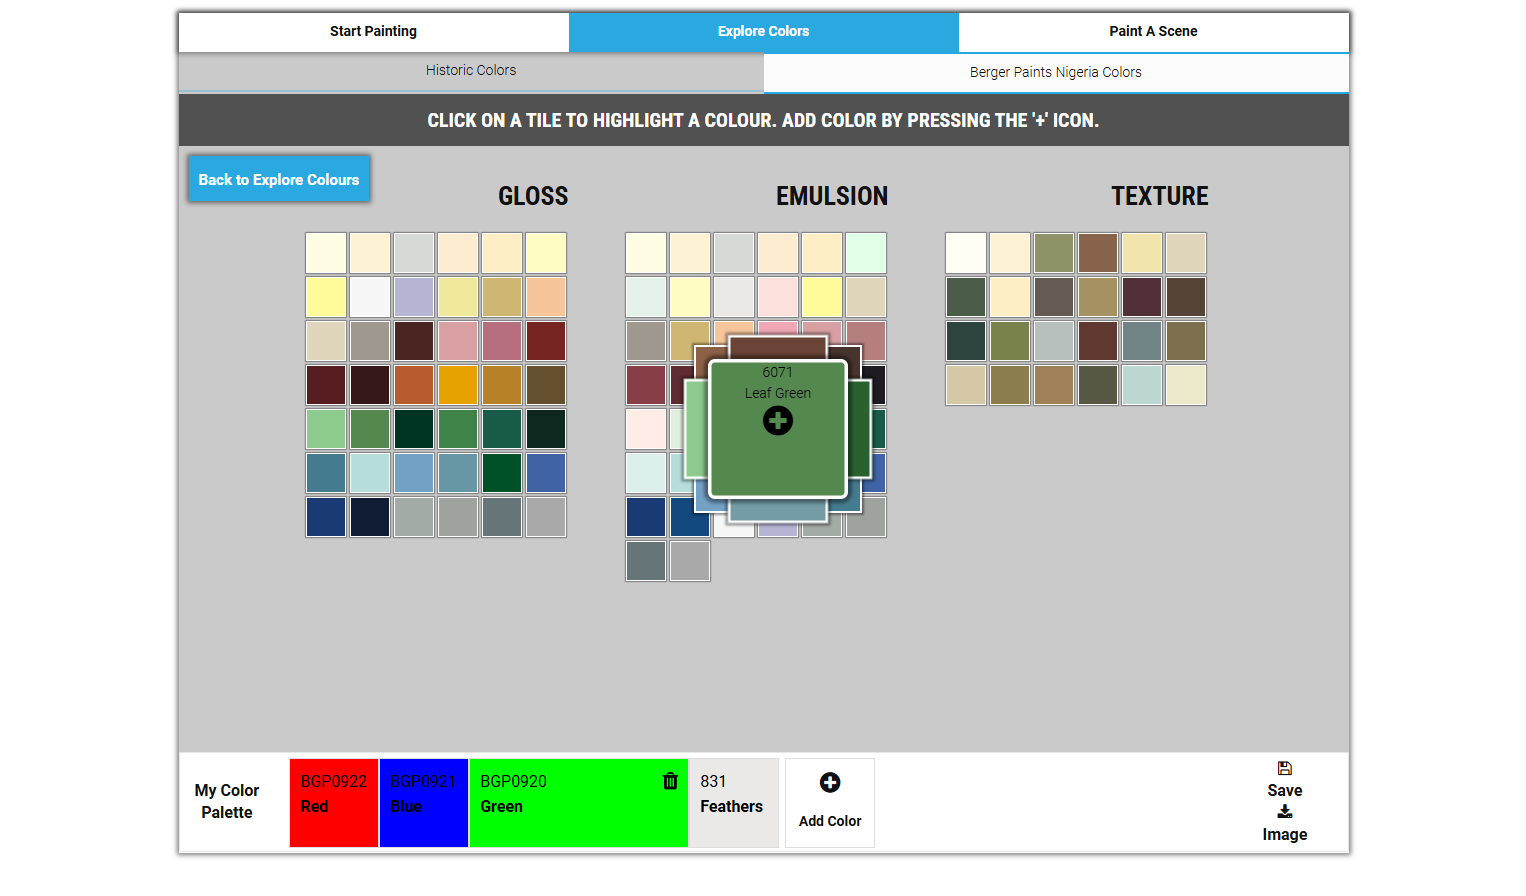 Start Painting
Explore Colors
Paint A Scene
Historic Colors
Berger Paints Nigeria Colors
CLICK ON A TILE TO HIGHLIGHT A COLOUR. ADD COLOR BY PRESSING THE '+' ICON.
Back to Explore Colours
GLOSS
EMULSION
TEXTURE
6071
Leaf Green
My Color
Palette
BGP0922
Red
BGP0921
Blue
BGP0920
Green
831
Feathers
Add Color
Save
Image